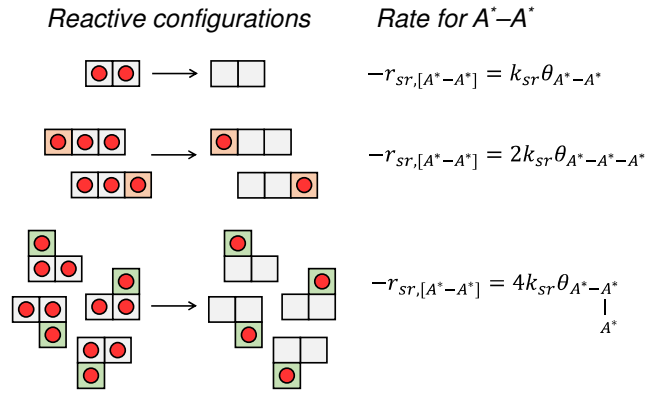 Reactive configurations
Rate for A*–A*
−r_{sr,[A*−A*]} = k_{sr}θ_{A*−A*}
−r_{sr,[A*−A*]} = 2k_{sr}θ_{A*−A*−A*}
−r_{sr,[A*−A*]} = 4k_{sr}θ_{A*−A*}
|
A*